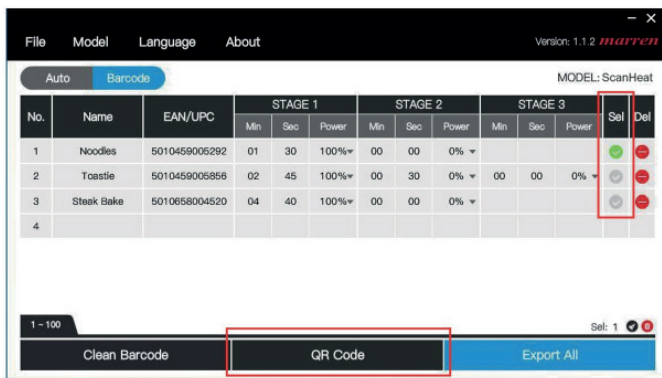 File Model Language About Version: 1.1.2 marren
Auto Barcode MODEL: ScanHeat
No. Name EAN/UPC STAGE 1 STAGE 2 STAGE 3 Sel Del
Min Sec Power Min Sec Power Min Sec Power
1 Noodles 5010459005292 01 30 100% 00 00 0%
2 Toastie 5010459005856 02 45 100% 00 30 0% 00 00 0%
3 Steak Bake 5010658004520 04 40 100% 00 00 0%
4
1 - 100 Sel: 1
Clean Barcode QR Code Export All